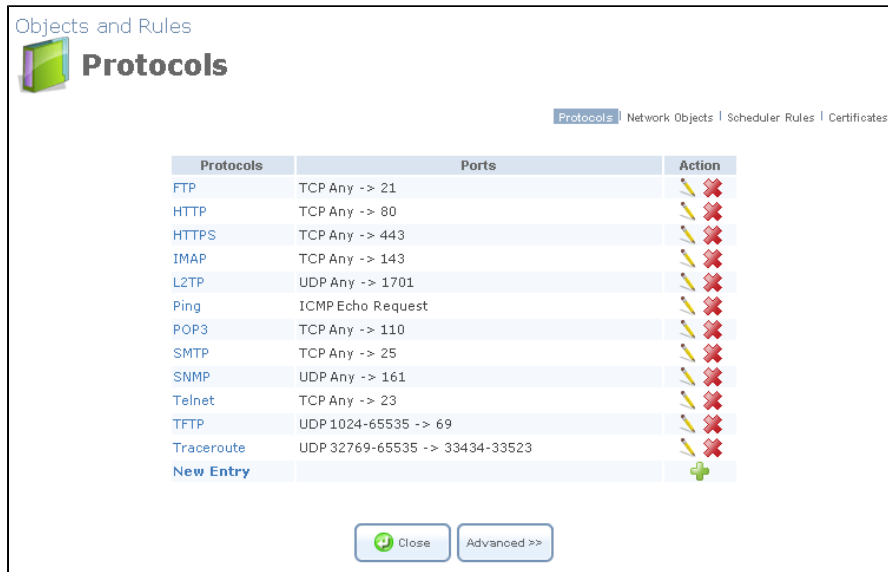 Objects and Rules
Protocols
Protocols | Network Objects | Scheduler Rules | Certificates
Protocols Ports Action
FTP TCP Any -> 21
HTTP TCP Any -> 80
HTTPS TCP Any -> 443
IMAP TCP Any -> 143
L2TP UDP Any -> 1701
Ping ICMP Echo Request
POP3 TCP Any -> 110
SMTP TCP Any -> 25
SNMP UDP Any -> 161
Telnet TCP Any -> 23
TFTP UDP 1024-65535 -> 69
Traceroute UDP 32769-65535 -> 33434-33523
New Entry
Close Advanced >>